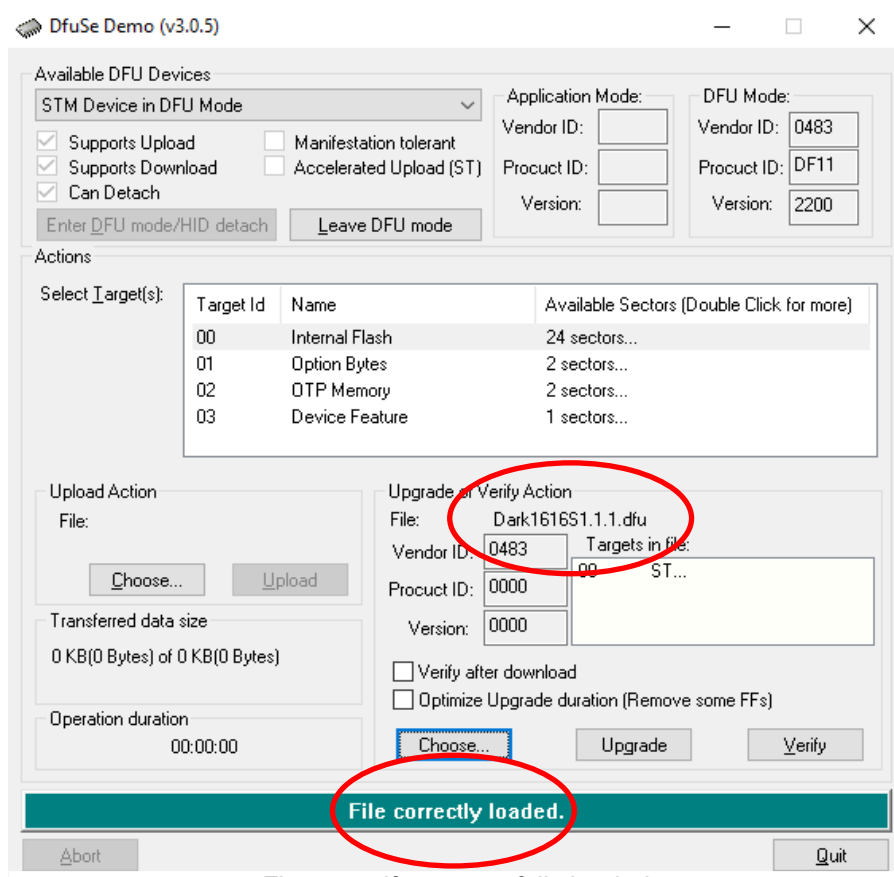 DfuSe Demo (v3.0.5)
Available DFU Devices
STM Device in DFU Mode
Supports Upload
Manifestation tolerant
Supports Download
Accelerated Upload (ST)
Can Detach
Enter DFU mode/HID detach
Leave DFU mode
Application Mode:
Vendor ID:
Procuct ID:
Version:
DFU Mode:
Vendor ID: 0483
Procuct ID: DF11
Version: 2200
Actions
Select Target(s):
Target Id Name Available Sectors (Double Click for more)
00 Internal Flash 24 sectors...
01 Option Bytes 2 sectors...
02 OTP Memory 2 sectors...
03 Device Feature 1 sectors...
Upload Action
File:
Choose... Upload
Transferred data size
0 KB(0 Bytes) of 0 KB(0 Bytes)
Operation duration
00:00:00
Upgrade or Verify Action
File: Dark1616S1.1.1.dfu
Vendor ID: 0483
Procuct ID: 0000
Version: 0000
Targets in file:
00 ST...
Verify after download
Optimize Upgrade duration (Remove some FFs)
Choose... Upgrade Verify
File correctly loaded.
Abort Quit